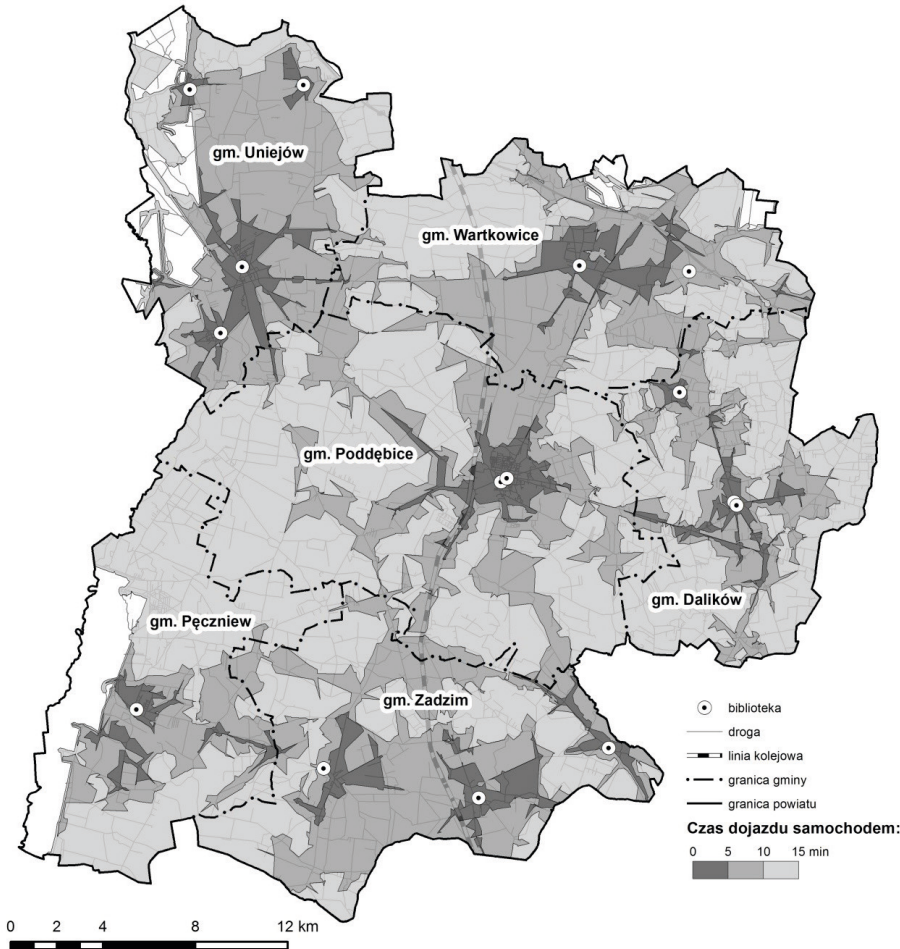 gm. Uniejów
gm. Wartkowice
gm. Poddębice
gm. Dalików
gm. Pęczniew
gm. Zadzim
biblioteka
droga
linia kolejowa
granica gminy
granica powiatu
Czas dojazdu samochodem:
0 5 10 15 min
0 2 4 8 12 km